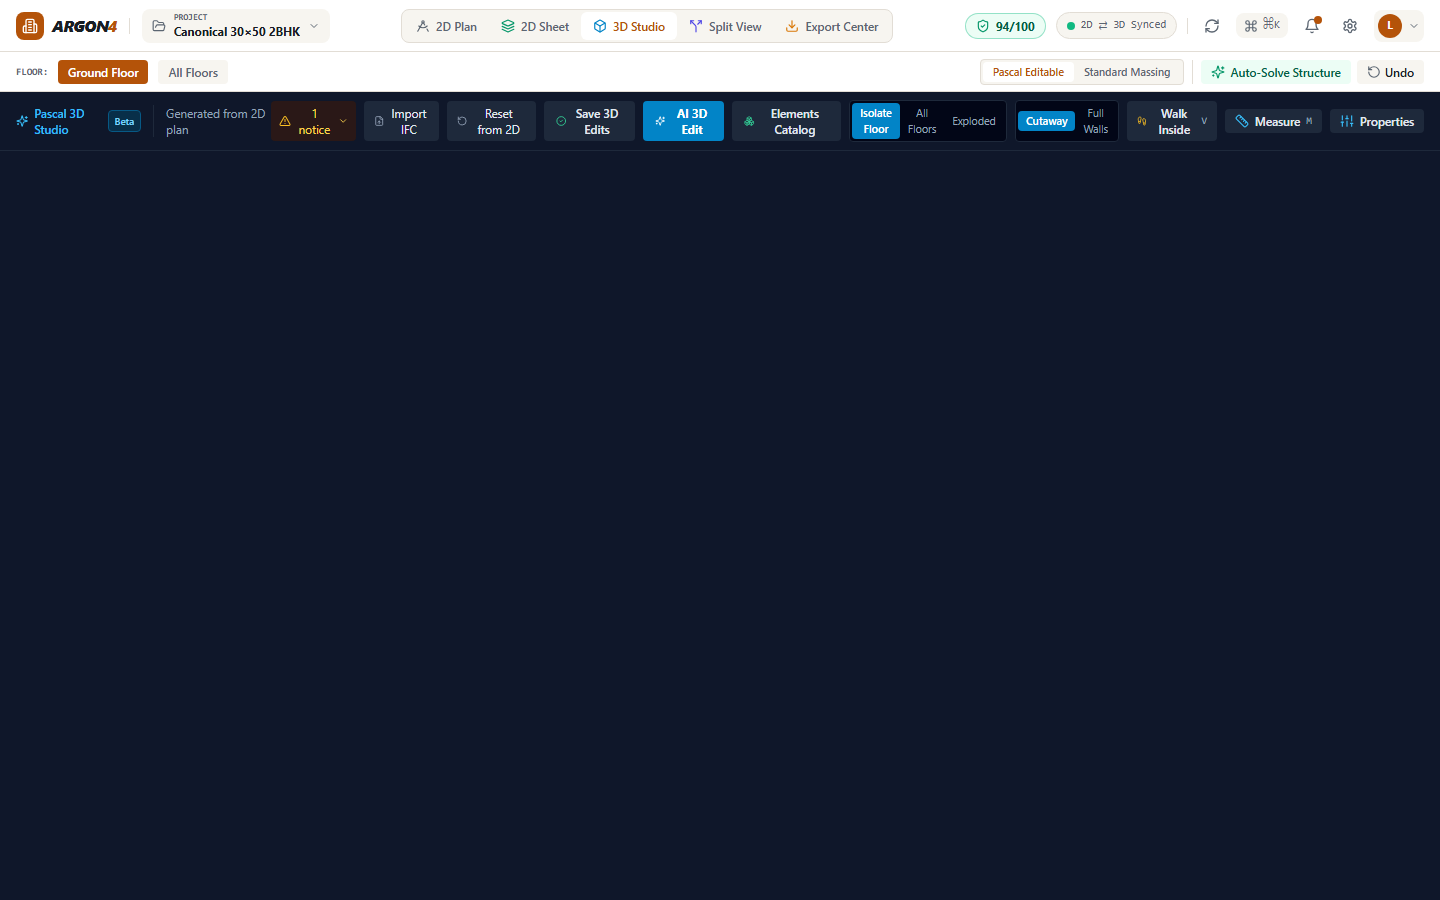 ARGON4
PROJECT
Canonical 30×50 2BHK
2D Plan
2D Sheet
3D Studio
Split View
Export Center
94/100
2D ⇄ 3D Synced
⌘K
L
FLOOR:
Ground Floor
All Floors
Pascal Editable
Standard Massing
Auto-Solve Structure
Undo
Pascal 3D
Studio
Beta
Generated from 2D
plan
1
notice
Import
IFC
Reset
from 2D
Save 3D
Edits
AI 3D
Edit
Elements
Catalog
Isolate
Floor
All
Floors
Exploded
Cutaway
Full
Walls
Walk
Inside
V
Measure M
Properties